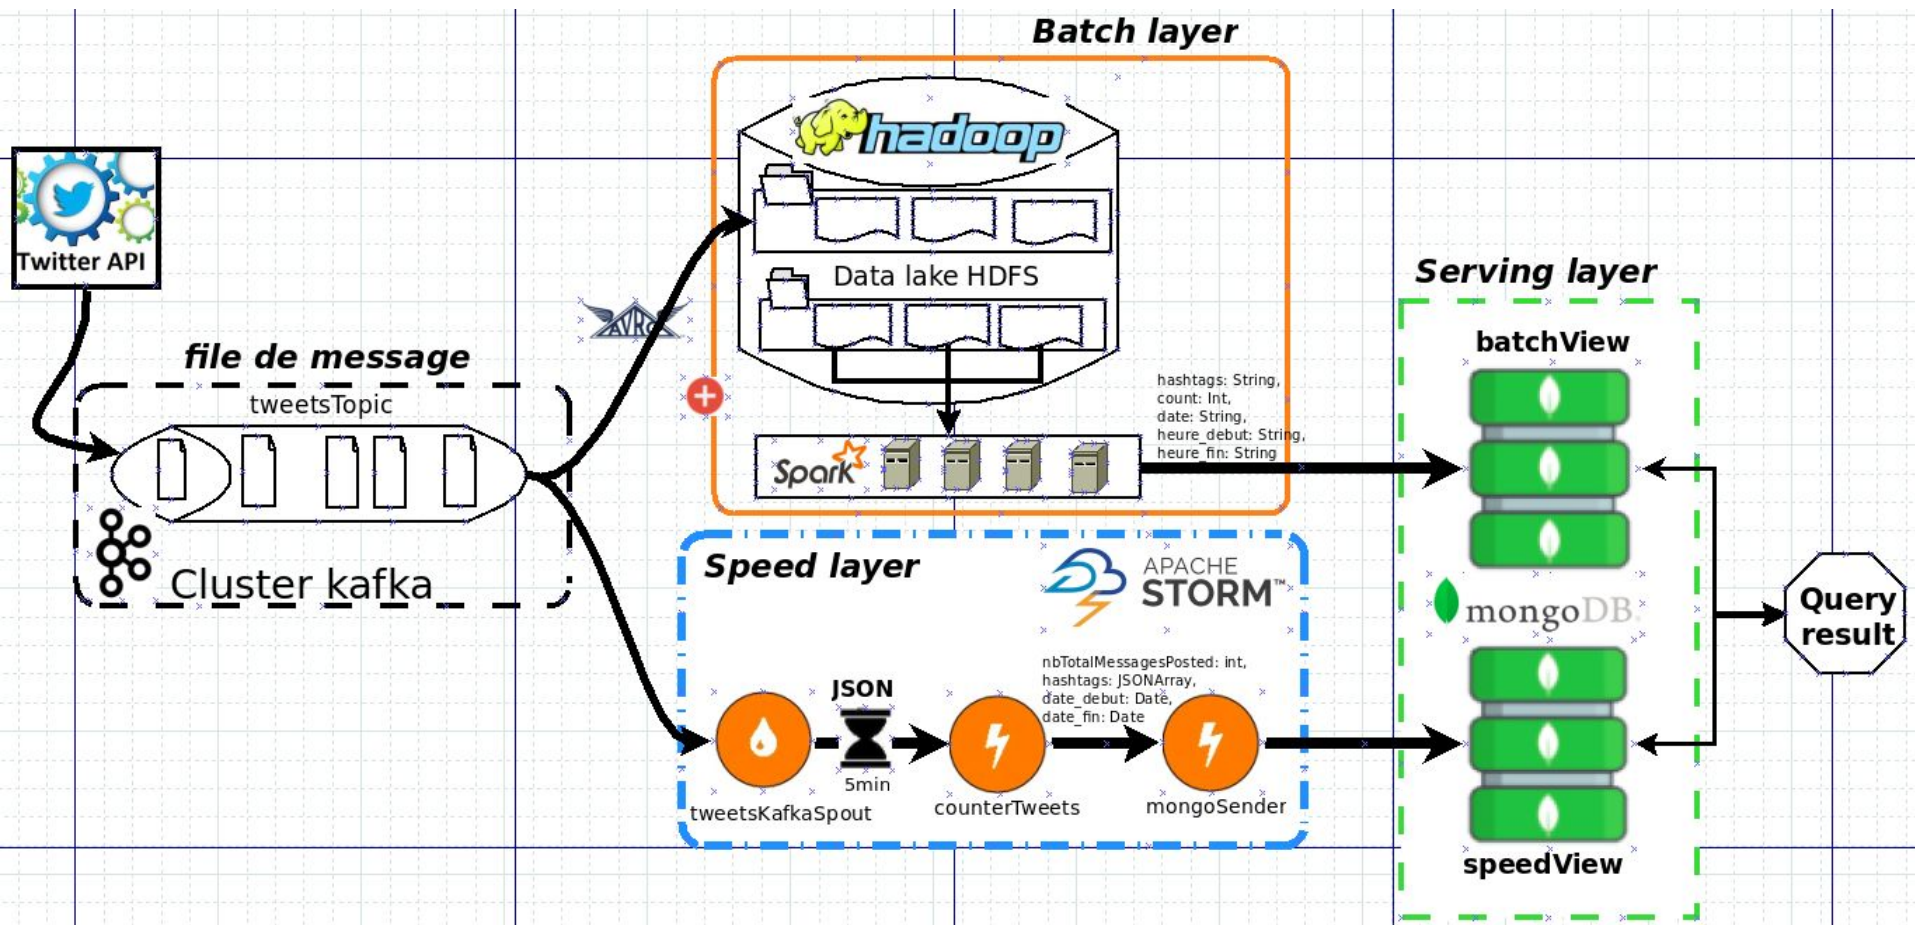 Batch layer
hadoop
Twitter API
Data lake HDFS
Serving layer
batchView
AVRO
file de message
tweetsTopic
hashtags: String,
count: Int,
date: String,
heure_debut: String,
heure_fin: String
Spark
Cluster kafka
Speed layer
APACHE
STORM™
mongoDB
Query
result
nbTotalMessagesPosted: int,
hashtags: JSONArray,
date_debut: Date,
date_fin: Date
JSON
5min
tweetsKafkaSpout
counterTweets
mongoSender
speedView